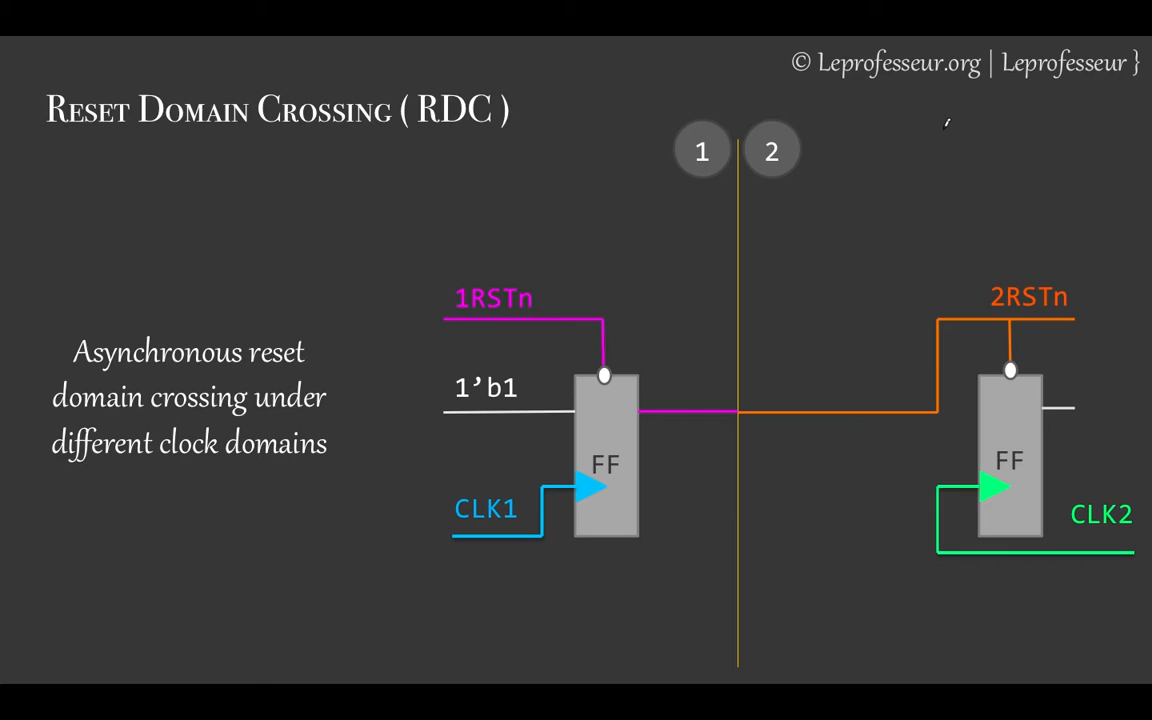 © Leprofesseur.org | Leprofesseur }
Reset Domain Crossing ( RDC )
1 2
1RSTn
2RSTn
Asynchronous reset
domain crossing under
different clock domains
1’b1
FF
FF
CLK1
CLK2